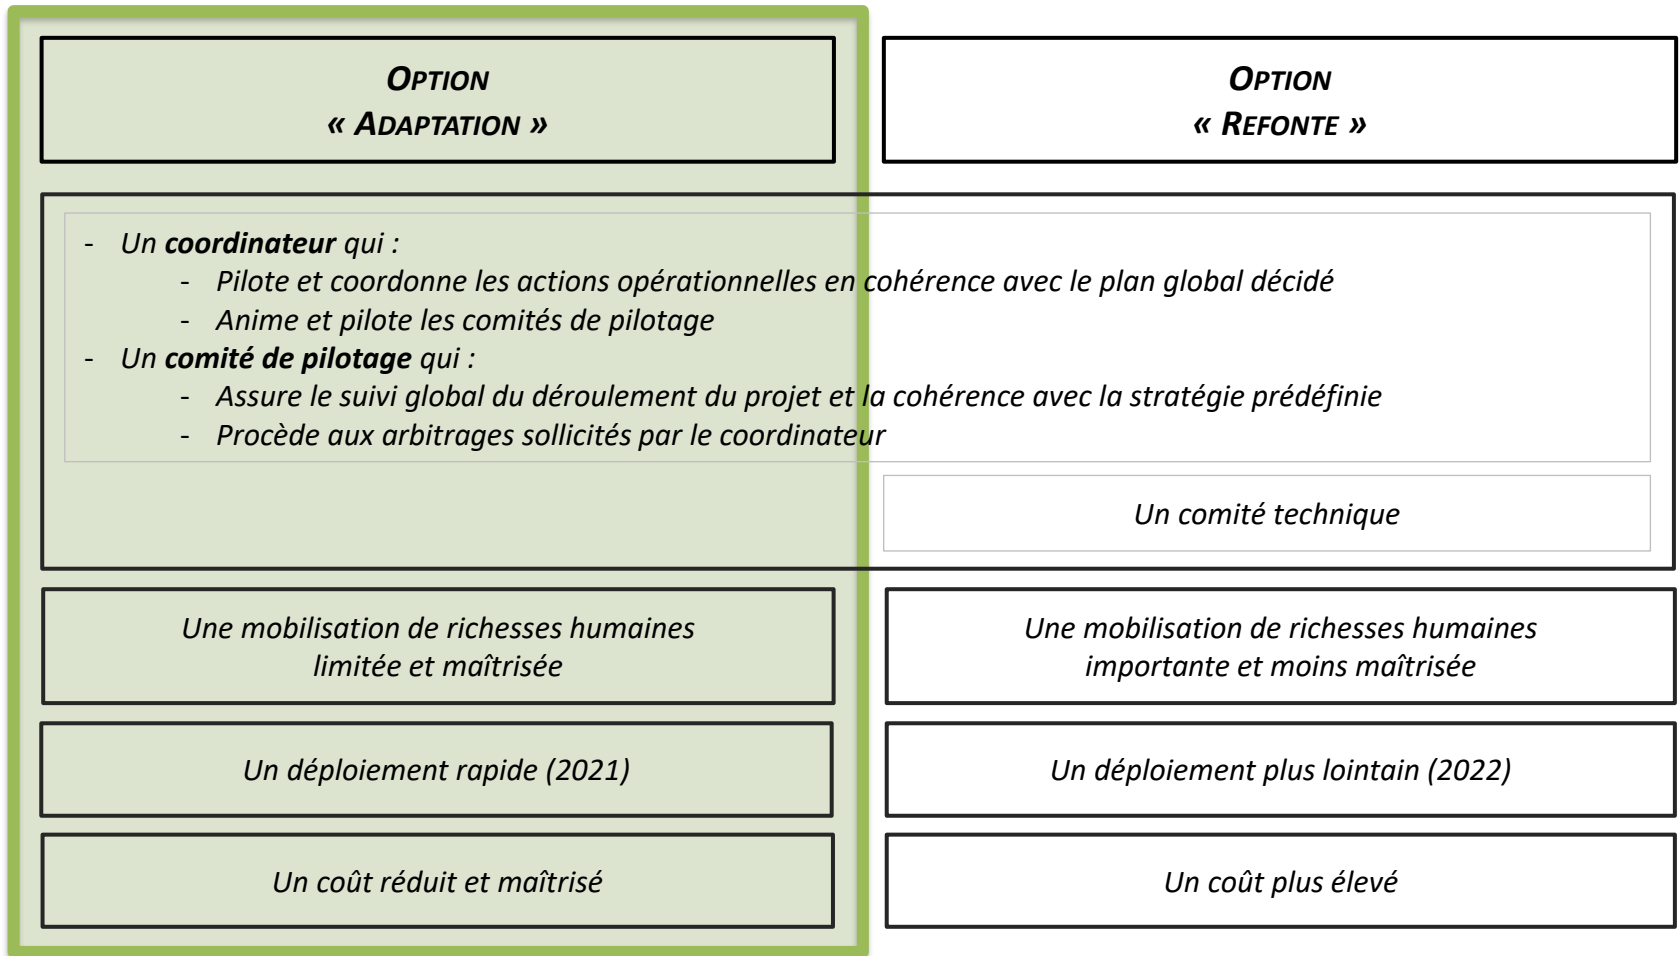 OPTION
« ADAPTATION »
OPTION
« REFONTE »
- Un coordinateur qui :
- Pilote et coordonne les actions opérationnelles en cohérence avec le plan global décidé
- Anime et pilote les comités de pilotage
- Un comité de pilotage qui :
- Assure le suivi global du déroulement du projet et la cohérence avec la stratégie prédéfinie
- Procède aux arbitrages sollicités par le coordinateur
Un comité technique
Une mobilisation de richesses humaines
limitée et maîtrisée
Une mobilisation de richesses humaines
importante et moins maîtrisée
Un déploiement rapide (2021)
Un déploiement plus lointain (2022)
Un coût réduit et maîtrisé
Un coût plus élevé